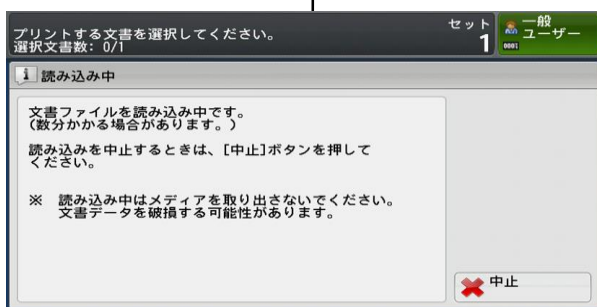 プリントする文書を選択してください。
選択文書数: 0/1
セット
1
一般
ユーザー
0001
読み込み中
文書ファイルを読み込み中です。
(数分かかる場合があります。)
読み込みを中止するときは、[中止]ボタンを押して
ください。
※ 読み込み中はメディアを取り出さないでください。
文書データを破損する可能性があります。
中止